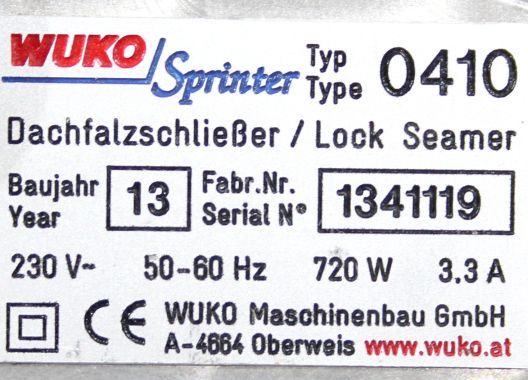 WUKO Sprinter Typ Type 0410
Dachfalzschließer / Lock Seamer
Baujahr Year 13 Fabr.Nr. Serial N° 1341119
230 V~ 50-60 Hz 720 W 3.3 A
CE WUKO Maschinenbau GmbH
A-4664 Oberweis www.wuko.at